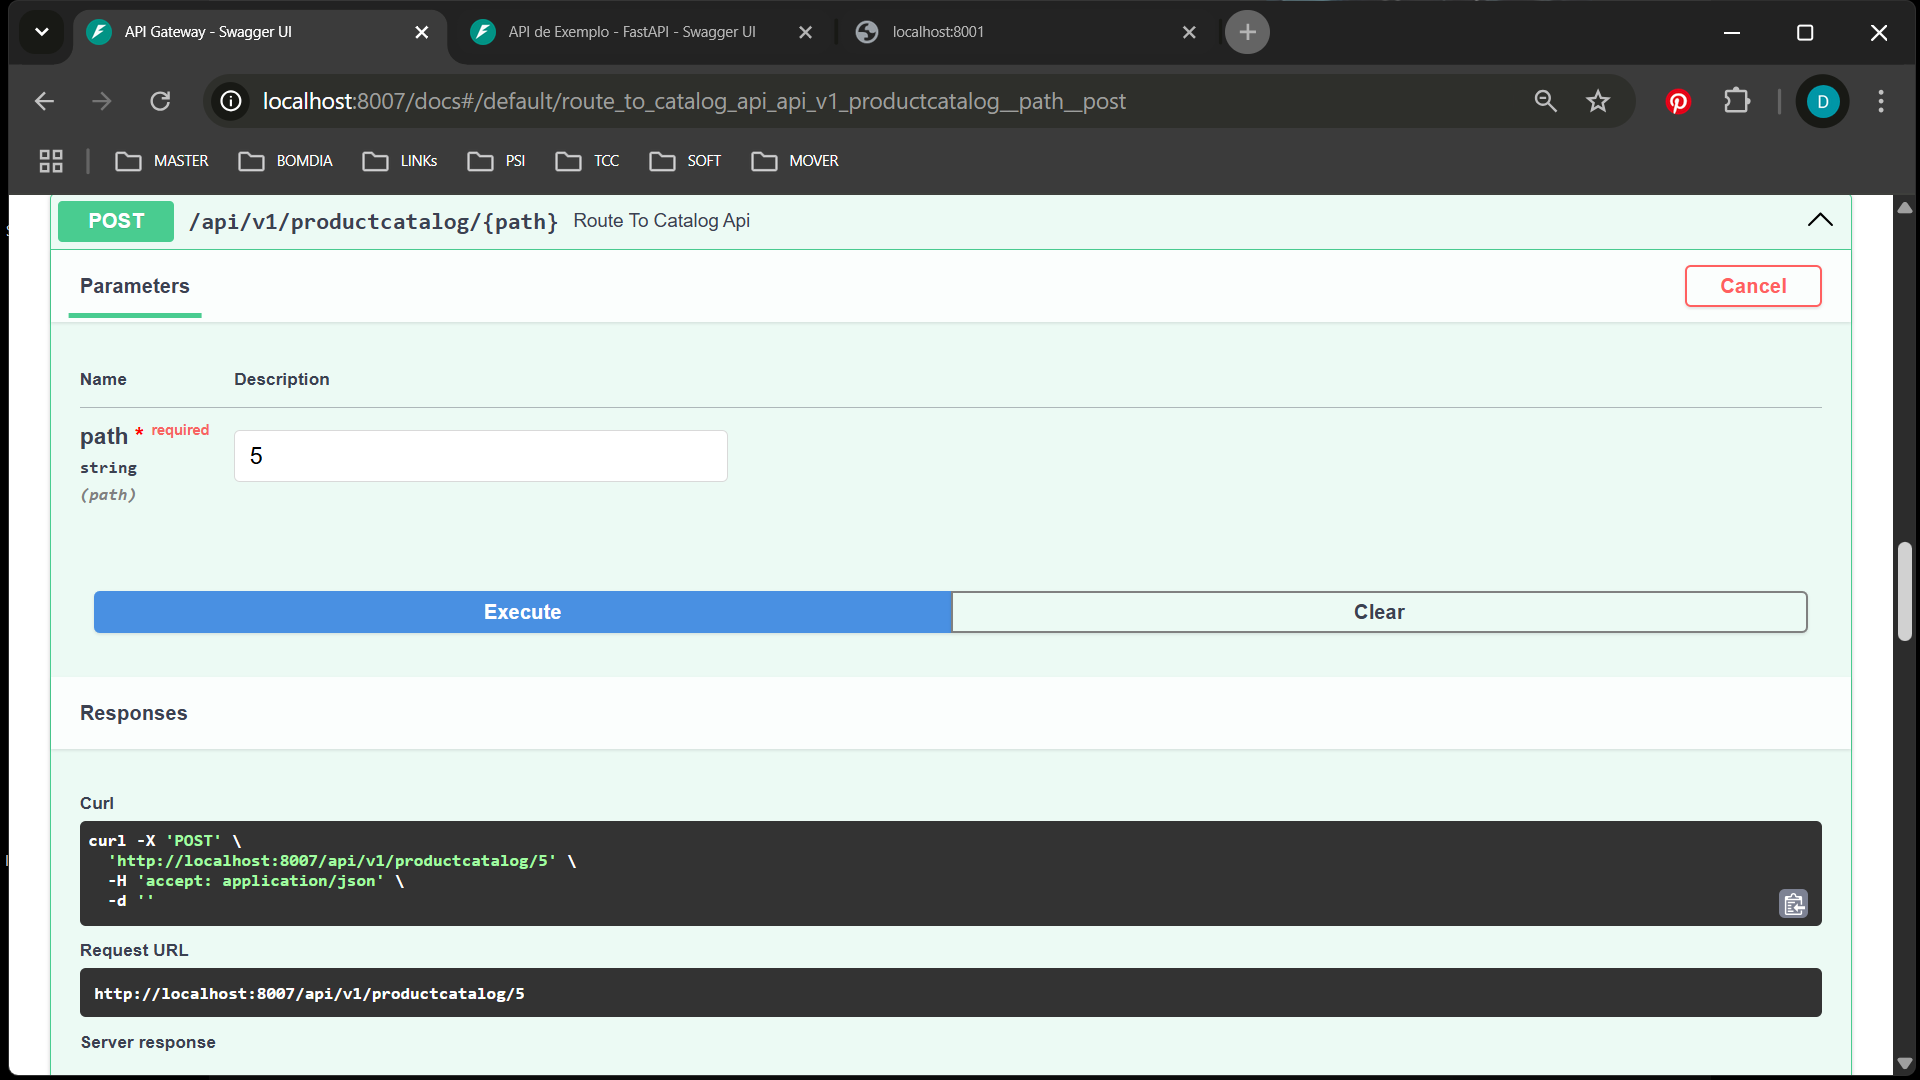 API Gateway - Swagger UI
API de Exemplo - FastAPI - Swagger UI
localhost:8001
localhost:8007/docs#/default/route_to_catalog_api_api_v1_productcatalog__path__post
D
MASTER
BOMDIA
LINKs
PSI
TCC
SOFT
MOVER
POST /api/v1/productcatalog/{path} Route To Catalog Api
Parameters
Cancel
Name Description
path * required
string
(path)
5
Execute
Clear
Responses
Curl
curl -X 'POST' \
'http://localhost:8007/api/v1/productcatalog/5' \
-H 'accept: application/json' \
-d ''
Request URL
http://localhost:8007/api/v1/productcatalog/5
Server response